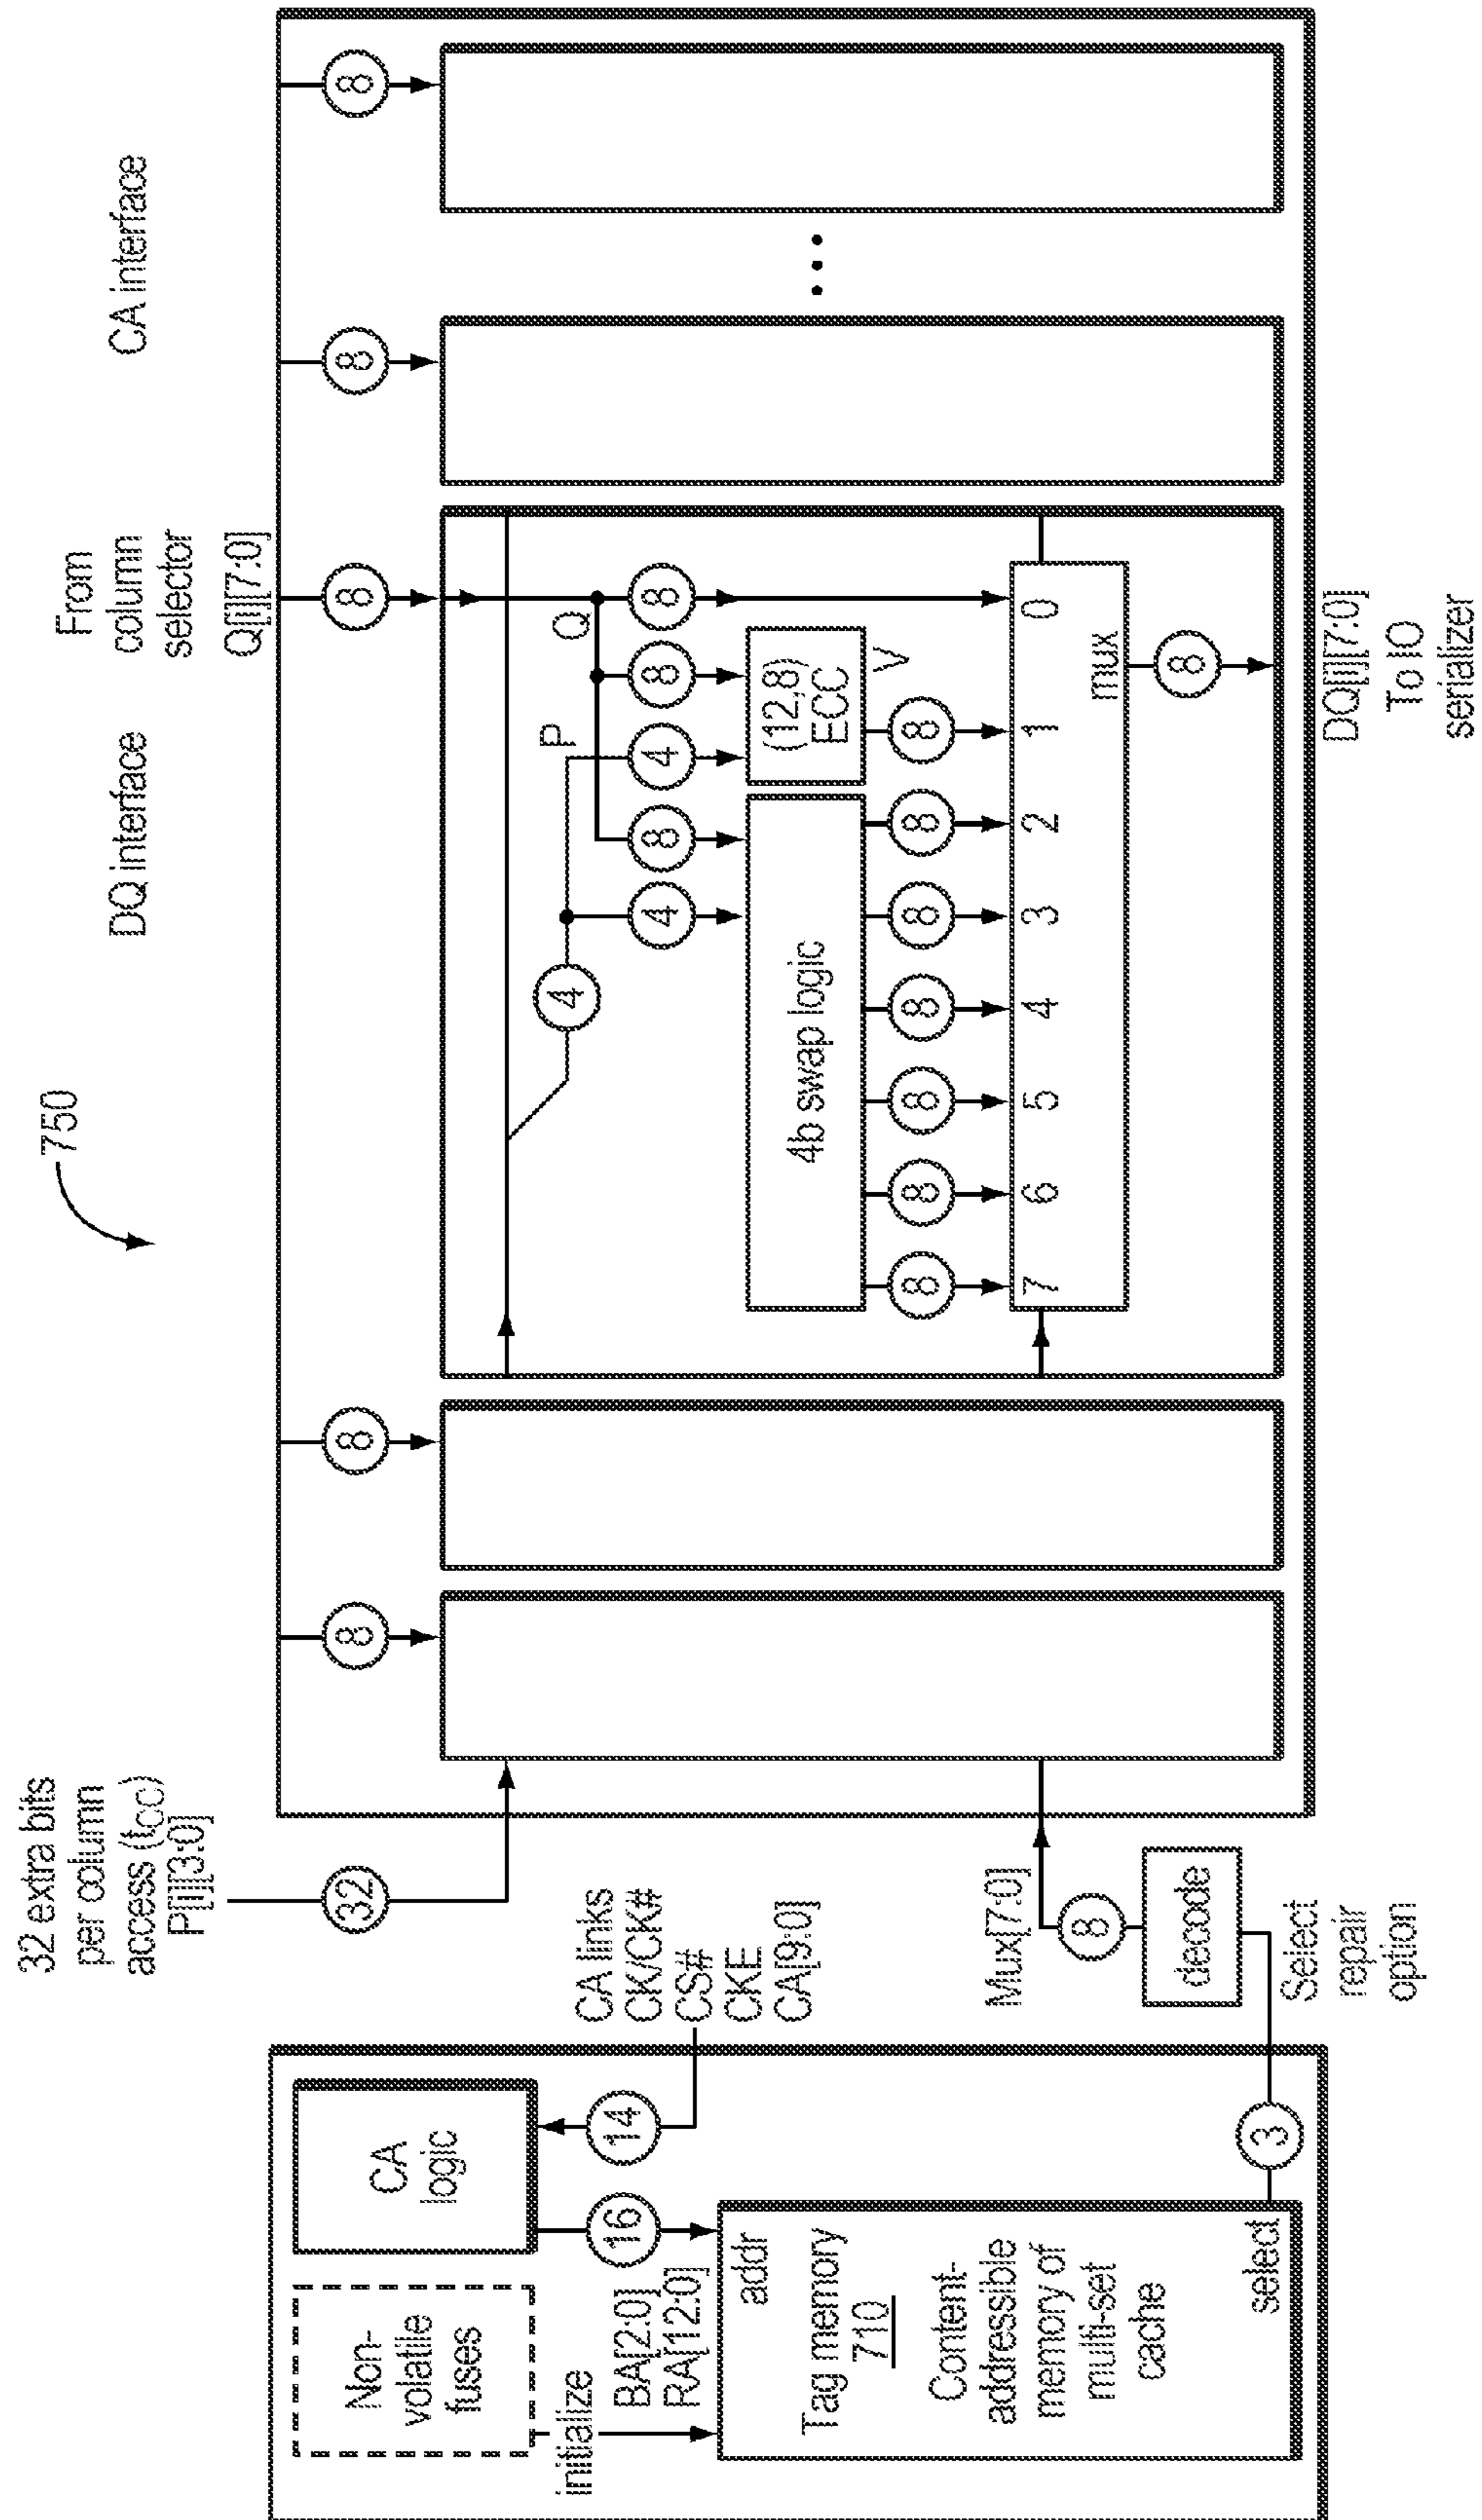 750
DQ interface
CA interface
32 extra bits
per column
access (tCC)
P[i][3:0]
32
8
8
From
column
selector
Q[i][7:0]
8
8
8
4
P
Q
4
8
4
8
8
4b swap logic
(12,8)
ECC
V
8
8
8
8
8
8
8
7
6
5
4
3
2
1
0
mux
8
DQ[i][7:0]
To IO
serializer
CA links
CK/CK#
CS#
CKE
CA[9:0]
Mux[7:0]
8
decode
Select
repair
option
Non-
volatile
fuses
CA
logic
14
16
initialize
BA[2:0]
RA[12:0]
addr
Tag memory
710
Content-
addressible
memory of
multi-set
cache
select
3